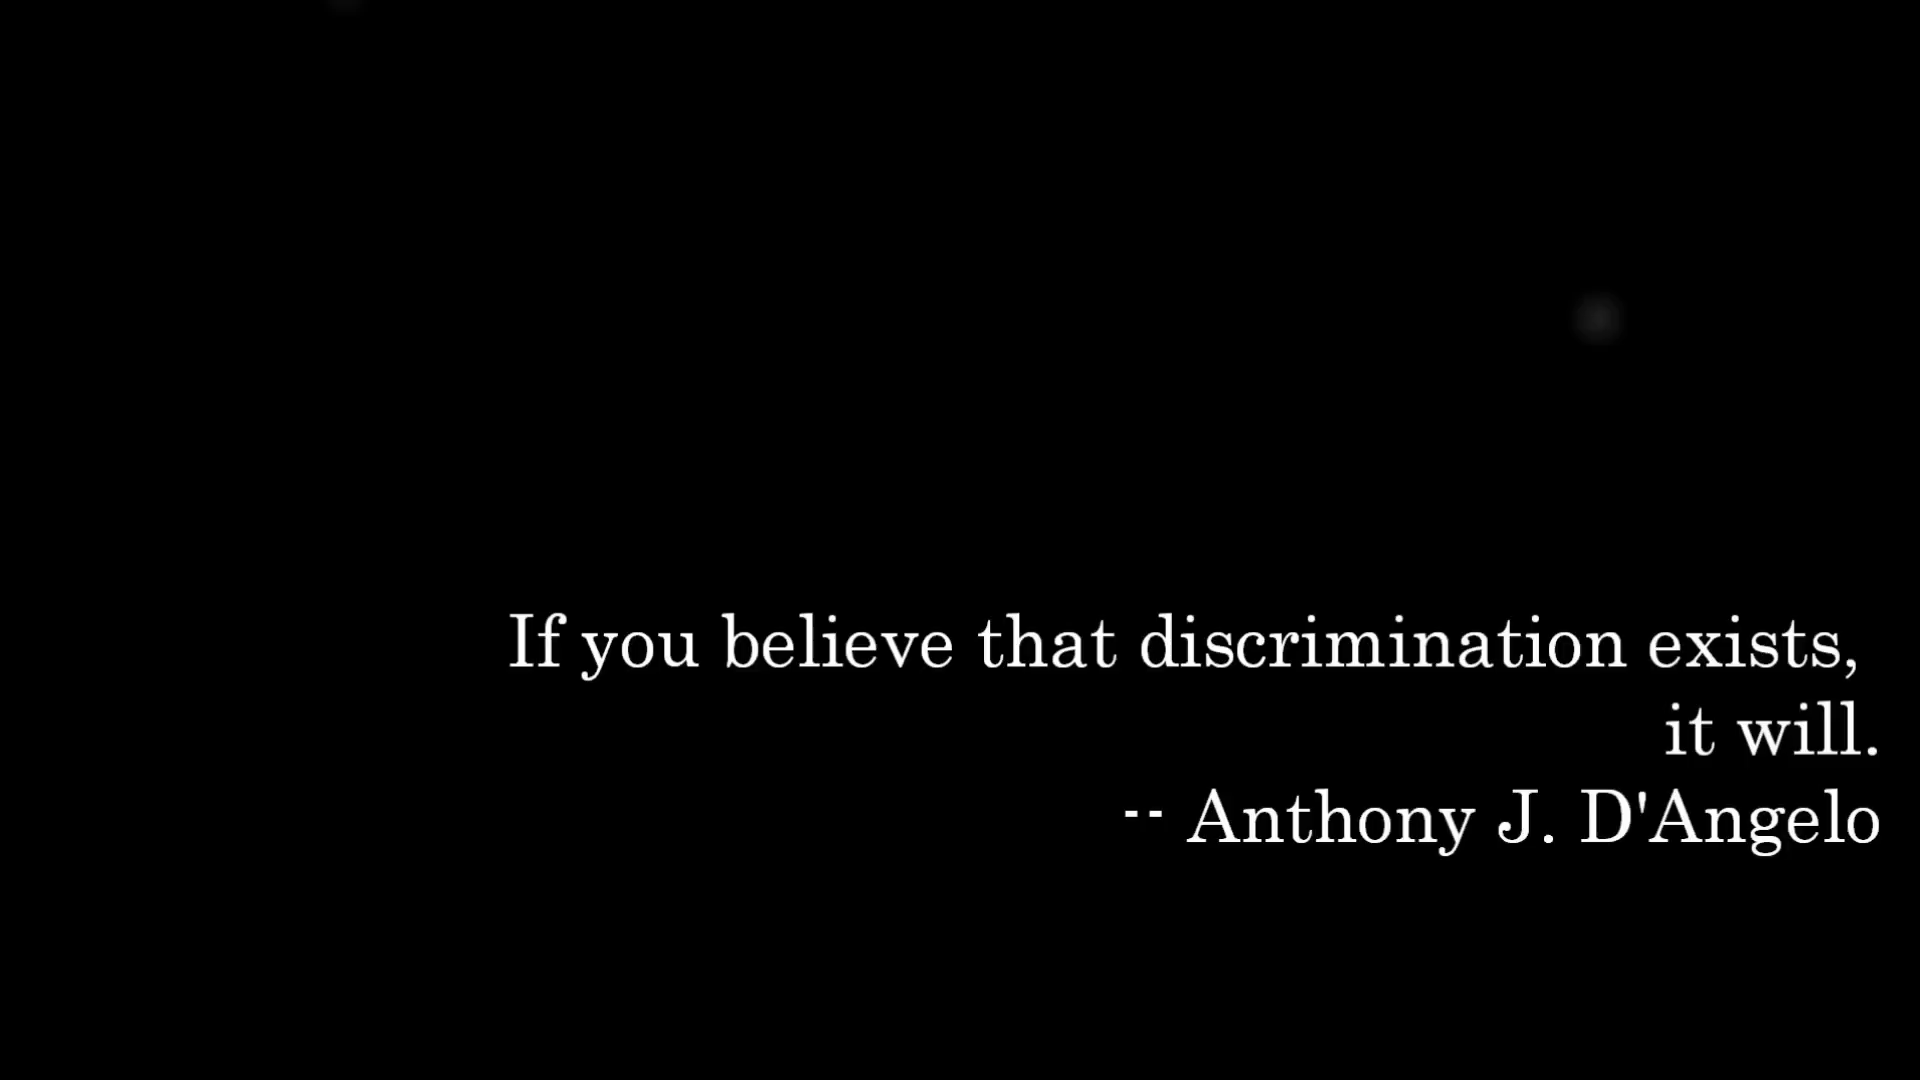 If you believe that discrimination exists,
it will.
-- Anthony J. D'Angelo